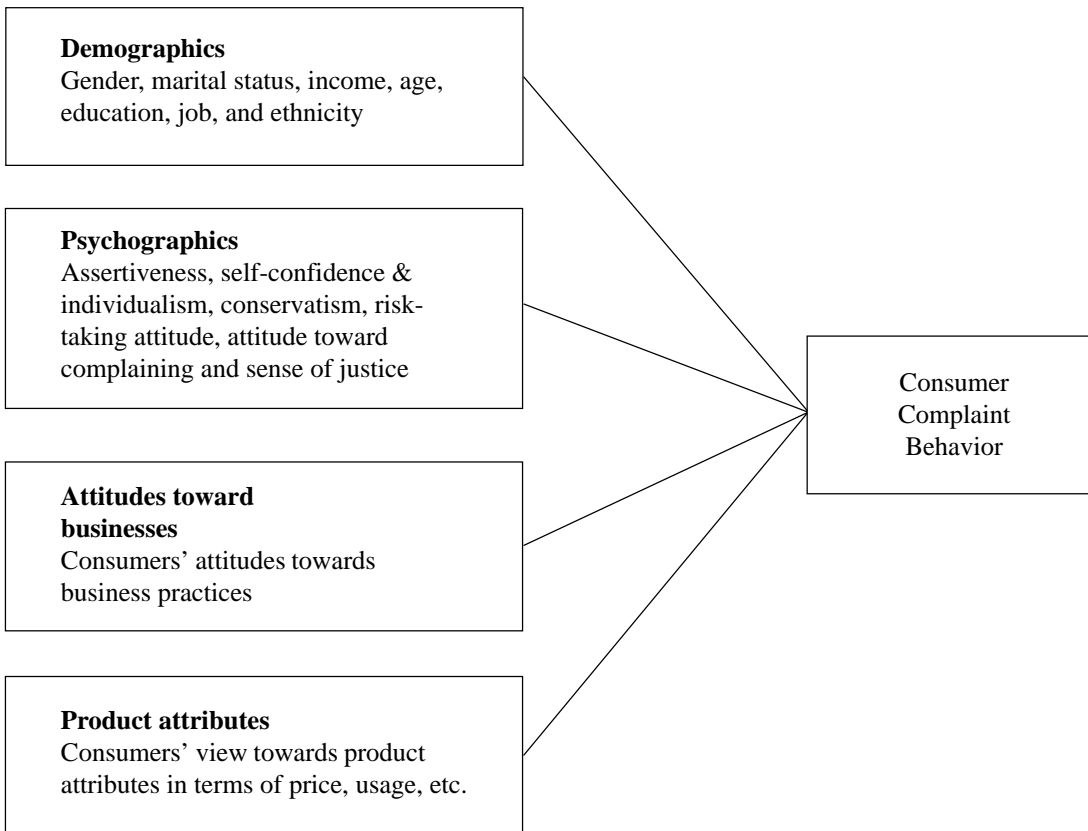 Demographics
Gender, marital status, income, age,
education, job, and ethnicity
Psychographics
Assertiveness, self-confidence &
individualism, conservatism, risk-
taking attitude, attitude toward
complaining and sense of justice
Attitudes toward
businesses
Consumers’ attitudes towards
business practices
Product attributes
Consumers’ view towards product
attributes in terms of price, usage, etc.
Consumer
Complaint
Behavior